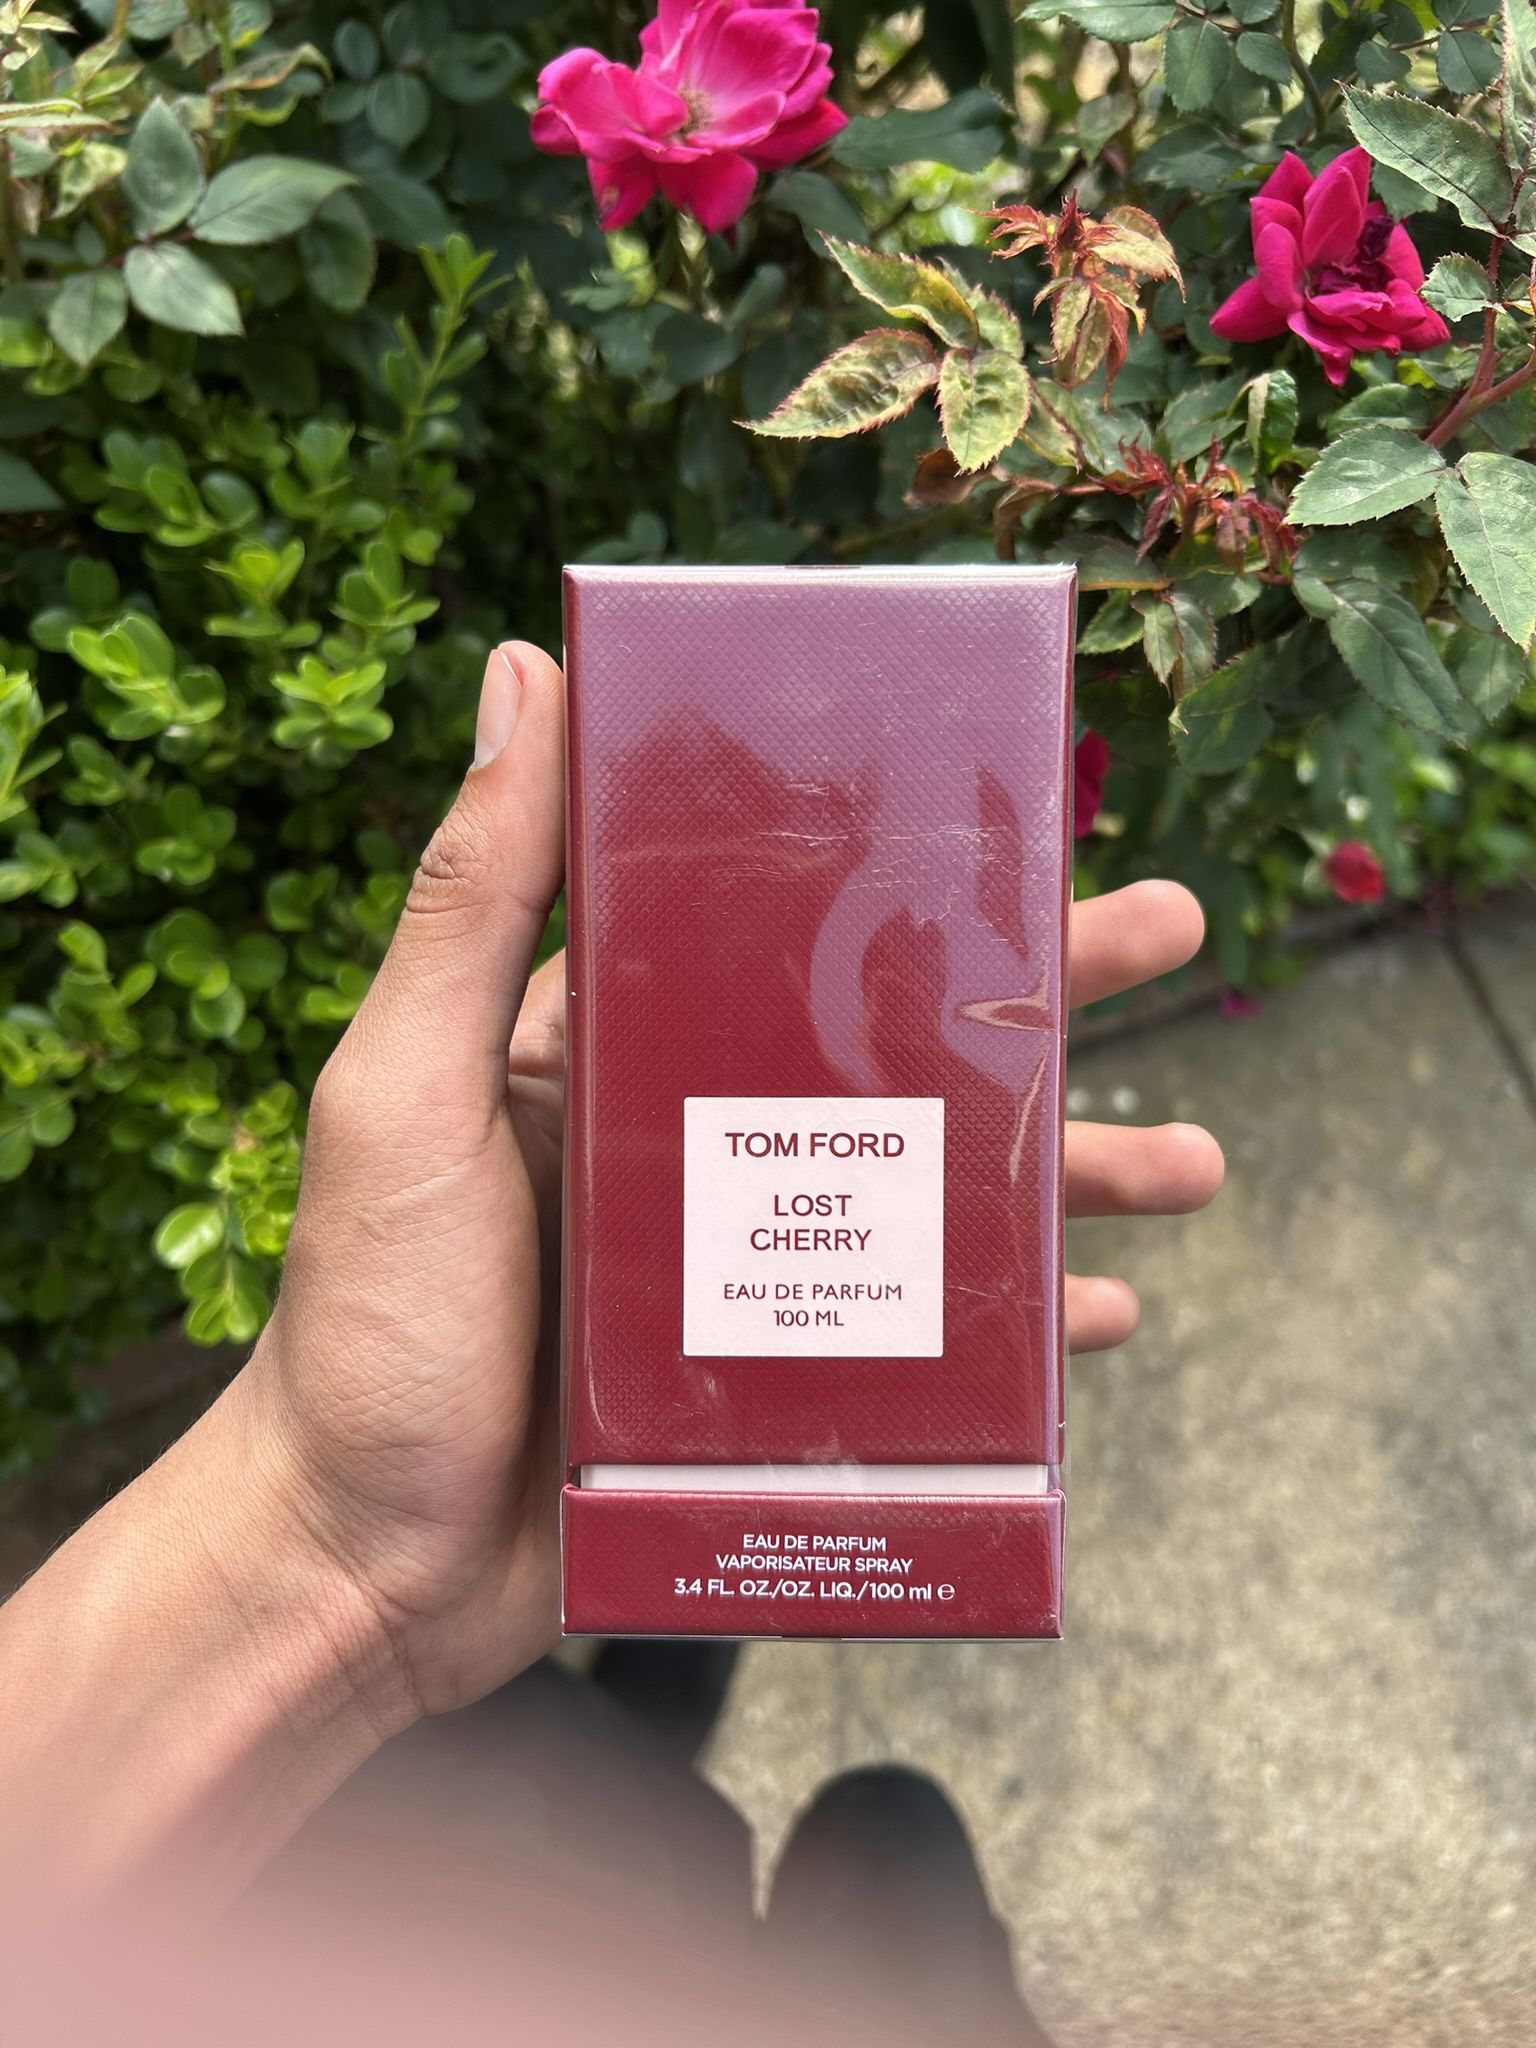 TOM FORD
LOST
CHERRY
EAU DE PARFUM
100 ML
EAU DE PARFUM
VAPORISATEUR SPRAY
3.4 FL. OZ./OZ. LIQ./100 ml ℮